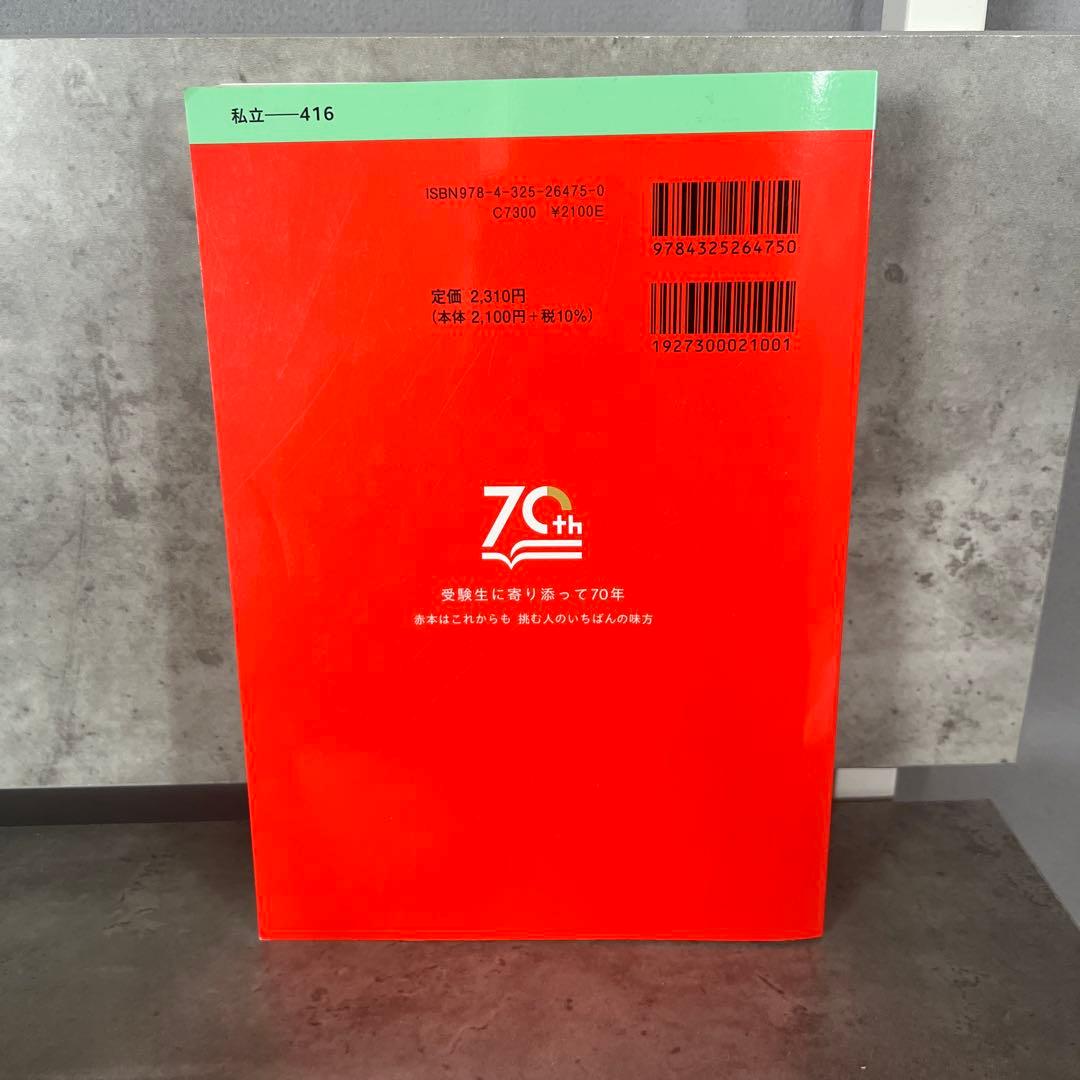 私立―416
ISBN978-4-325-26475-0
C7300 ¥2100E
9784325264750
定価 2,310円
(本体 2,100円+税10%)
1927300021001
70th
受験生に寄り添って70年
赤本はこれからも 挑む人のいちばんの味方